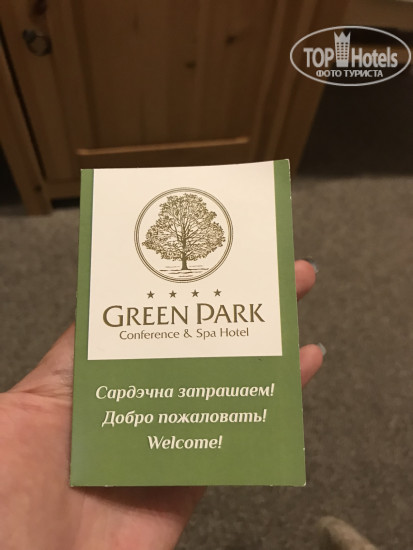 TOP Hotels
ФОТО ТУРИСТА
GREEN PARK
Conference & Spa Hotel
Сардэчна запрашаем!
Добро пожаловать!
Welcome!